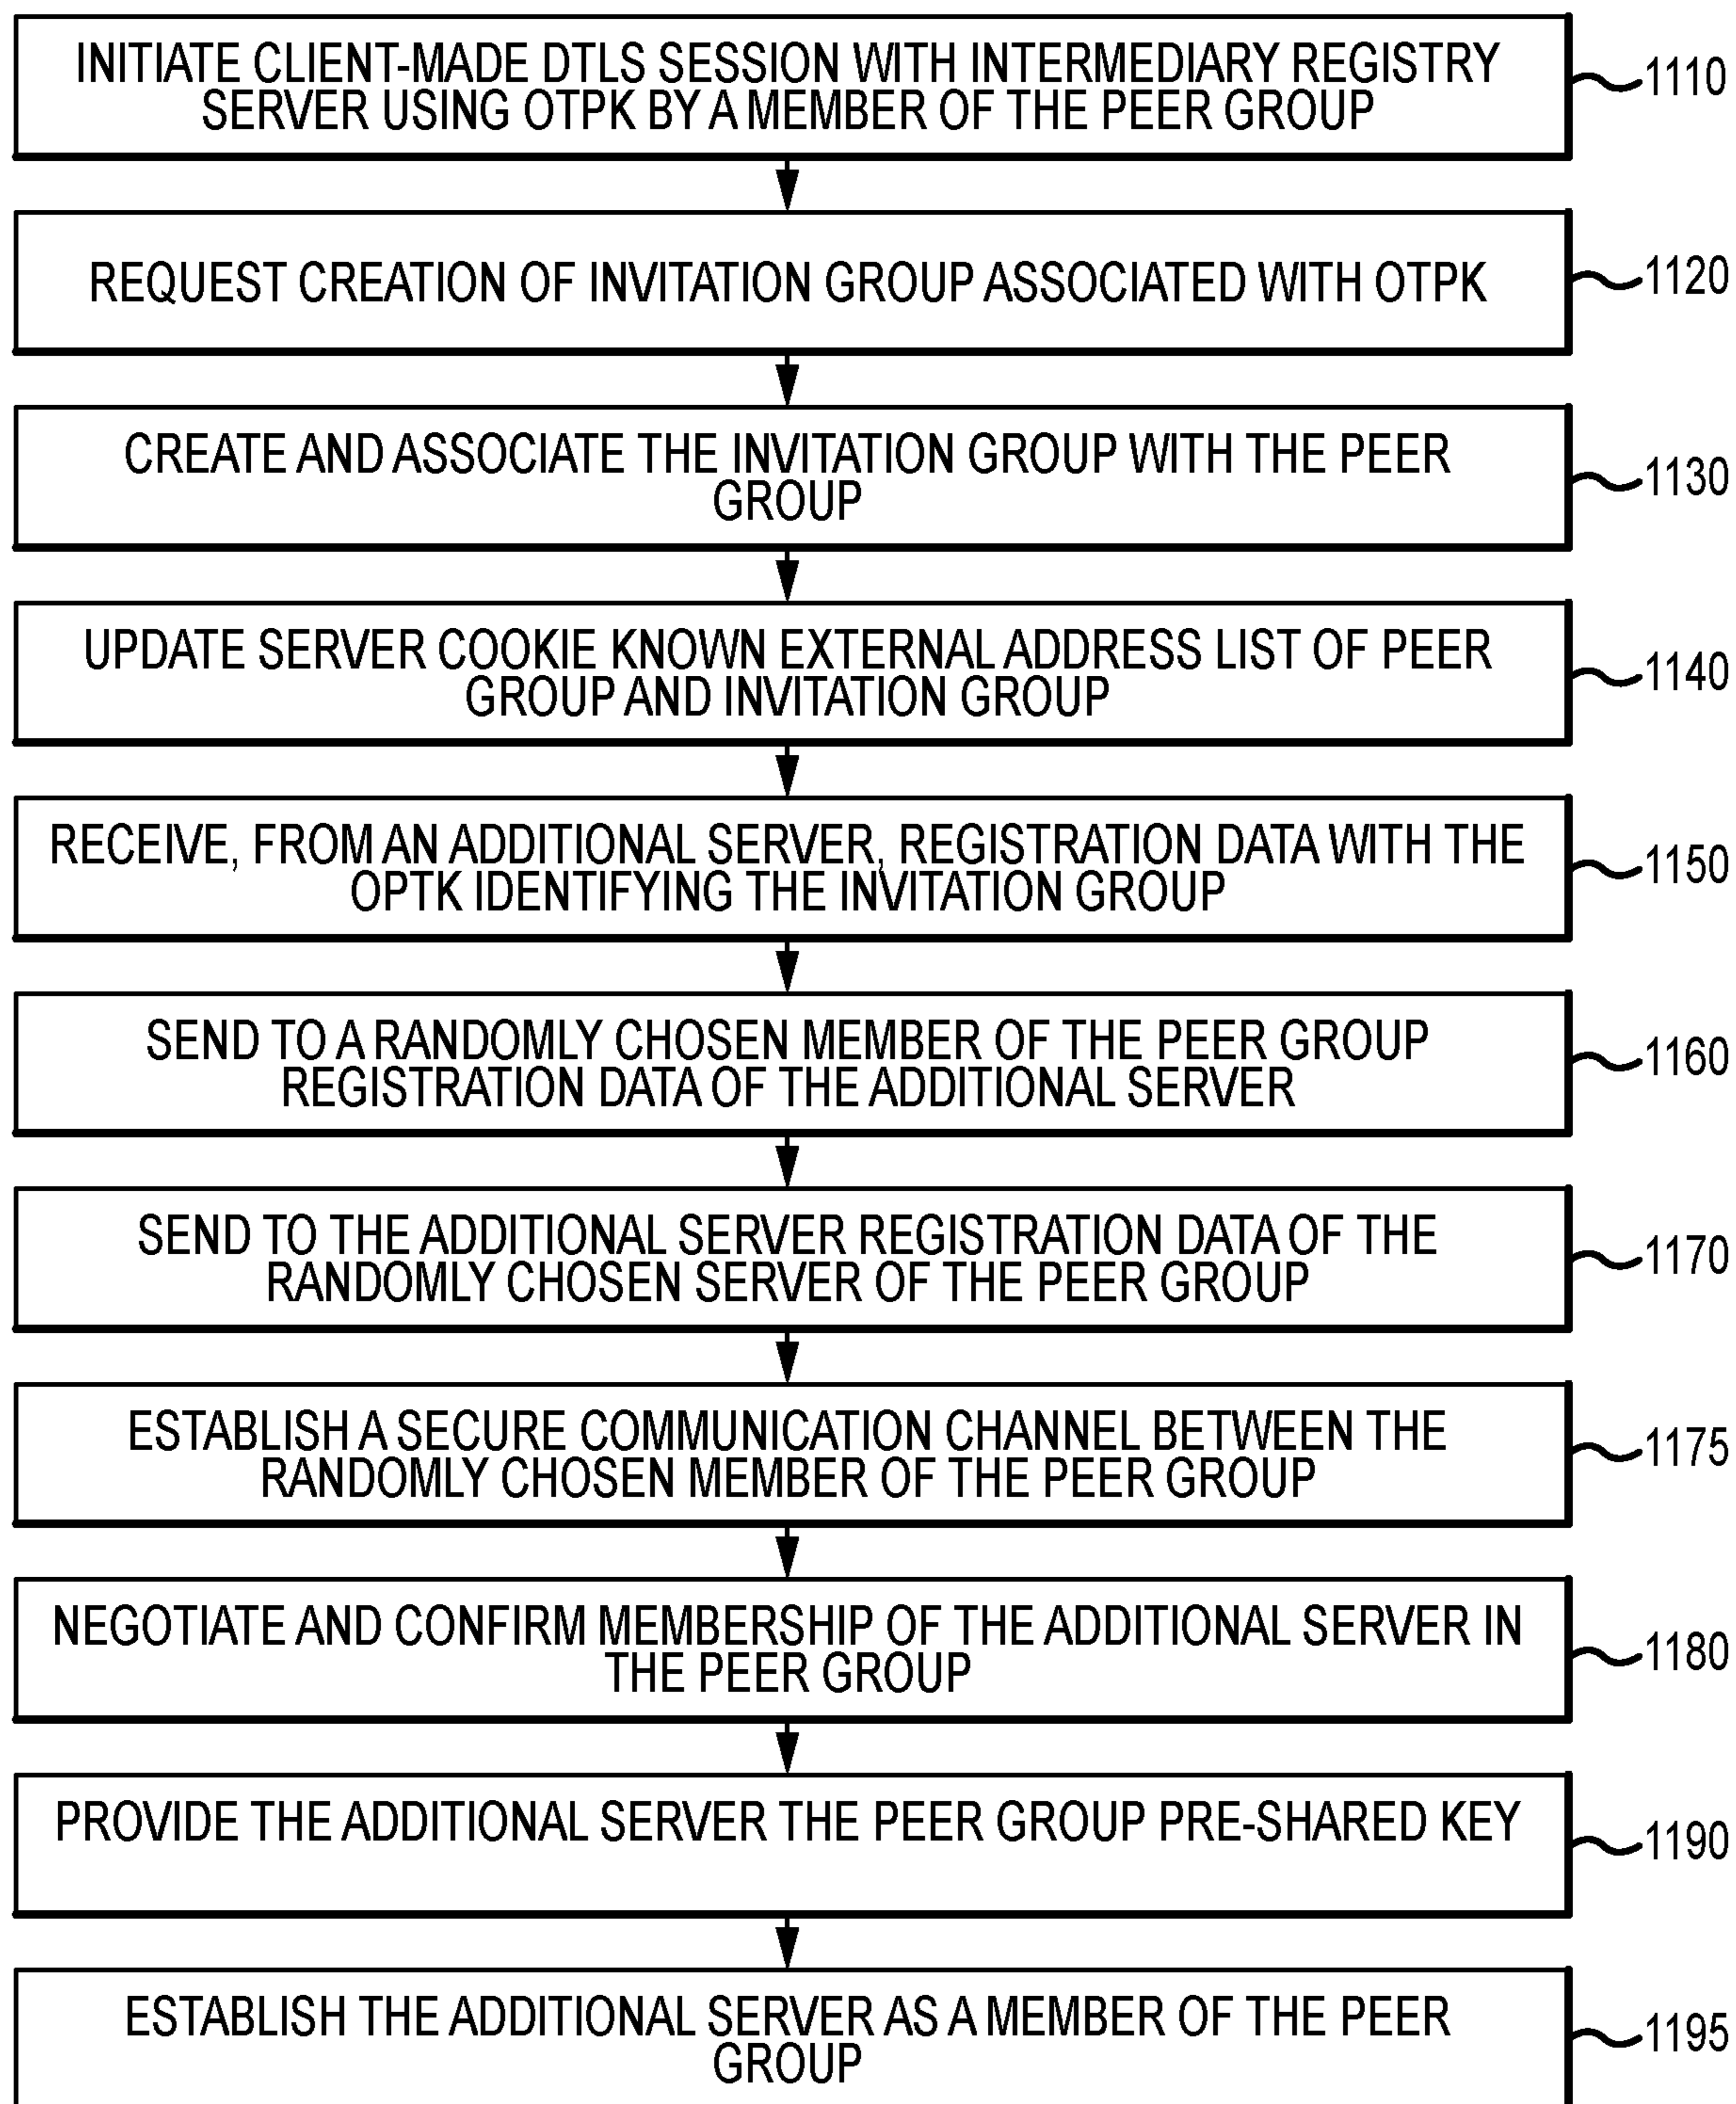 INITIATE CLIENT-MADE DTLS SESSION WITH INTERMEDIARY REGISTRY
SERVER USING OTPK BY A MEMBER OF THE PEER GROUP
1110
REQUEST CREATION OF INVITATION GROUP ASSOCIATED WITH OTPK
1120
CREATE AND ASSOCIATE THE INVITATION GROUP WITH THE PEER
GROUP
1130
UPDATE SERVER COOKIE KNOWN EXTERNAL ADDRESS LIST OF PEER
GROUP AND INVITATION GROUP
1140
RECEIVE, FROM AN ADDITIONAL SERVER, REGISTRATION DATA WITH THE
OPTK IDENTIFYING THE INVITATION GROUP
1150
SEND TO A RANDOMLY CHOSEN MEMBER OF THE PEER GROUP
REGISTRATION DATA OF THE ADDITIONAL SERVER
1160
SEND TO THE ADDITIONAL SERVER REGISTRATION DATA OF THE
RANDOMLY CHOSEN SERVER OF THE PEER GROUP
1170
ESTABLISH A SECURE COMMUNICATION CHANNEL BETWEEN THE
RANDOMLY CHOSEN MEMBER OF THE PEER GROUP
1175
NEGOTIATE AND CONFIRM MEMBERSHIP OF THE ADDITIONAL SERVER IN
THE PEER GROUP
1180
PROVIDE THE ADDITIONAL SERVER THE PEER GROUP PRE-SHARED KEY
1190
ESTABLISH THE ADDITIONAL SERVER AS A MEMBER OF THE PEER
GROUP
1195